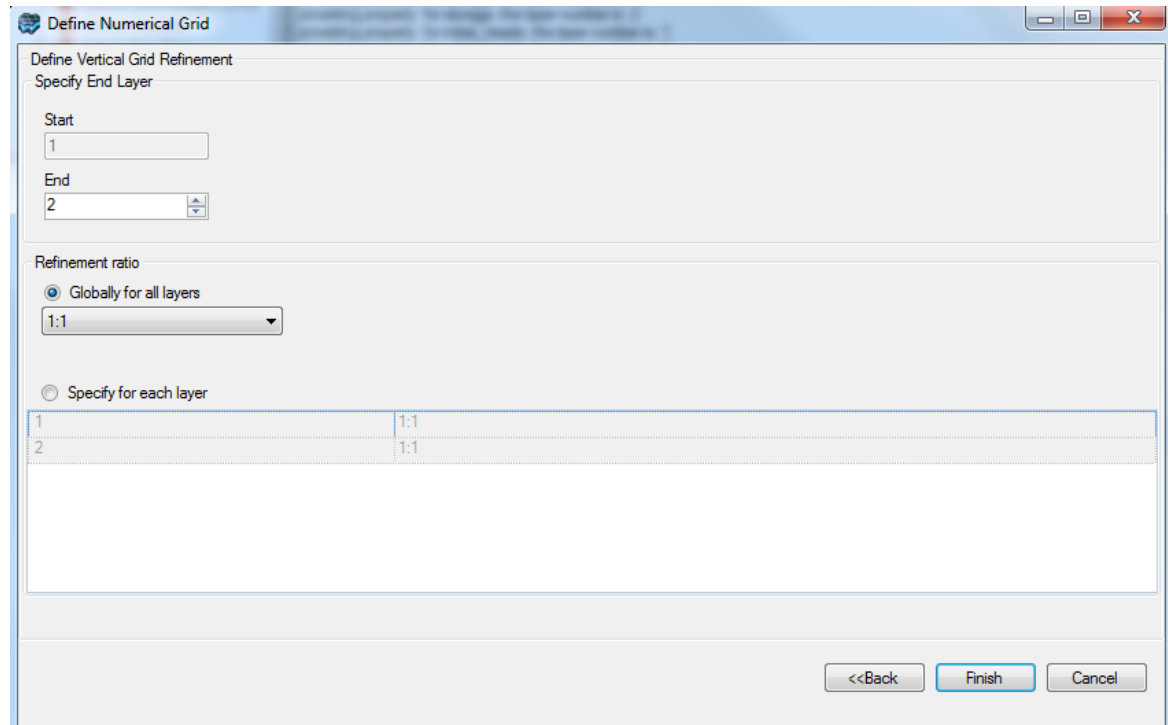 Define Numerical Grid
Define Vertical Grid Refinement
Specify End Layer
Start
1
End
2
Refinement ratio
Globally for all layers
1:1
Specify for each layer
1 1:1
2 1:1
<<Back Finish Cancel